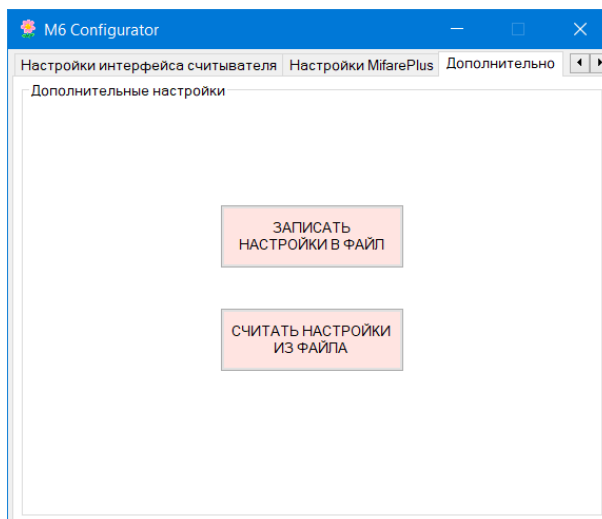 M6 Configurator
Настройки интерфейса считывателя Настройки MifarePlus Дополнительно
Дополнительные настройки
ЗАПИСАТЬ
НАСТРОЙКИ В ФАЙЛ
СЧИТАТЬ НАСТРОЙКИ
ИЗ ФАЙЛА